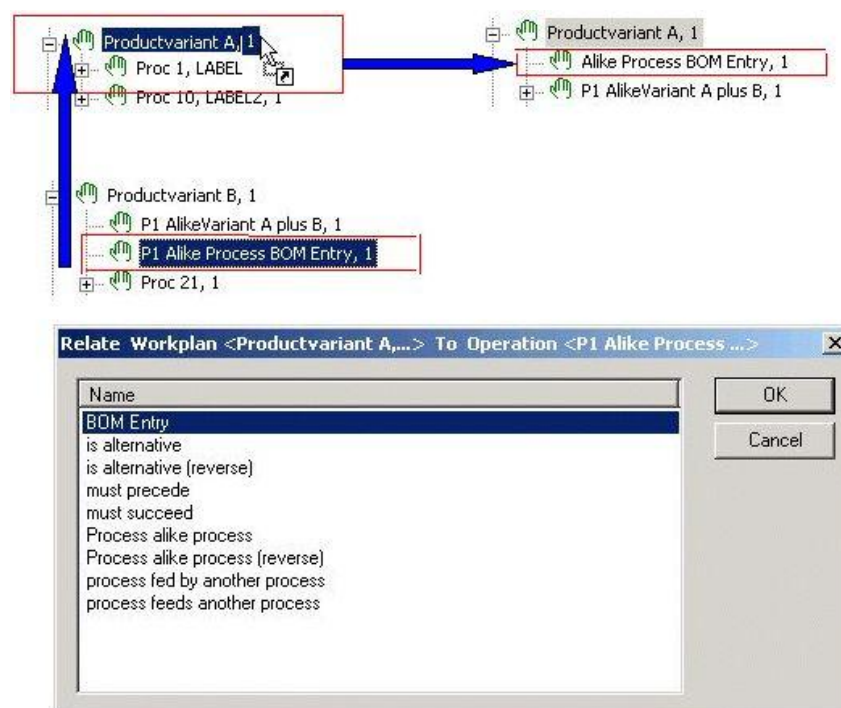 Productvariant A, 1
Proc 1, LABEL
Proc 10, LABEL2, 1
Productvariant A, 1
Alike Process BOM Entry, 1
P1 AlikeVariant A plus B, 1
Productvariant B, 1
P1 AlikeVariant A plus B, 1
P1 Alike Process BOM Entry, 1
Proc 21, 1
Relate Workplan <Productvariant A,...> To Operation <P1 Alike Process ...>
Name
BOM Entry
is alternative
is alternative (reverse)
must precede
must succeed
Process alike process
Process alike process (reverse)
process fed by another process
process feeds another process
OK
Cancel